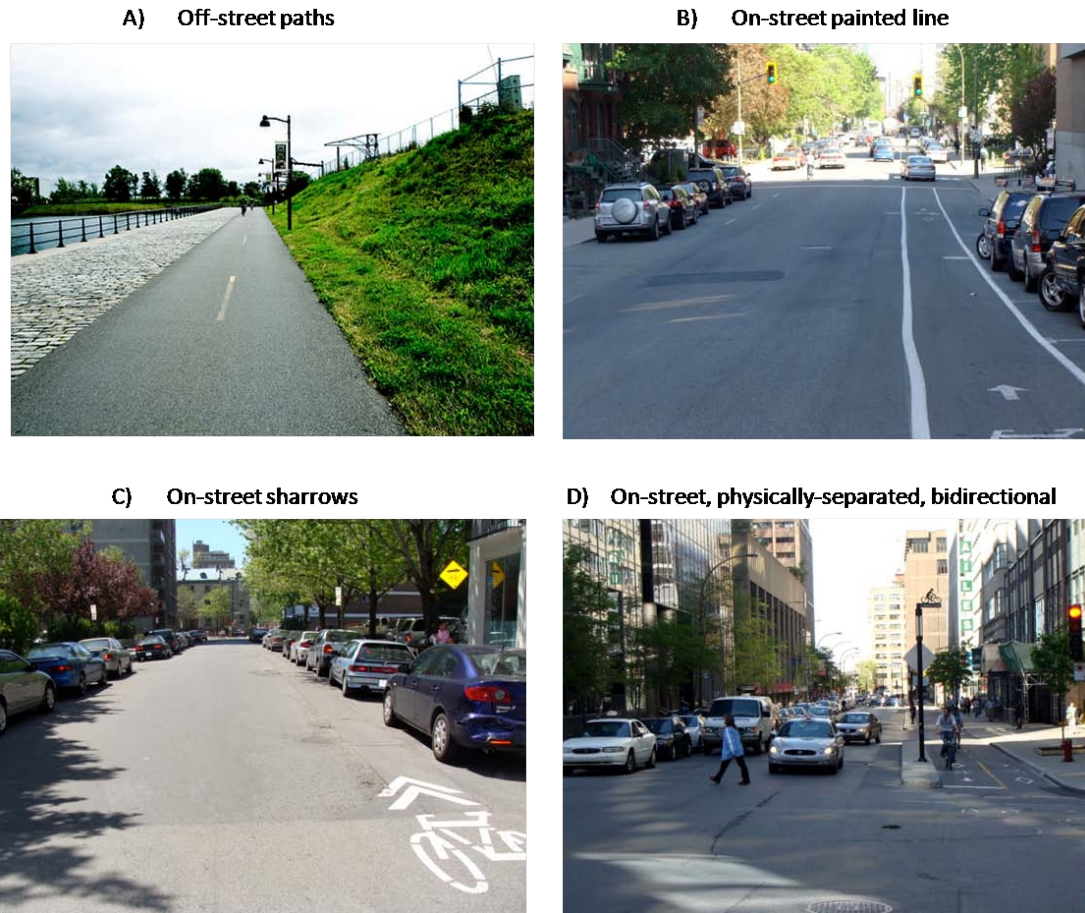 A) Off-street paths
B) On-street painted line
C) On-street sharrows
D) On-street, physically-separated, bidirectional